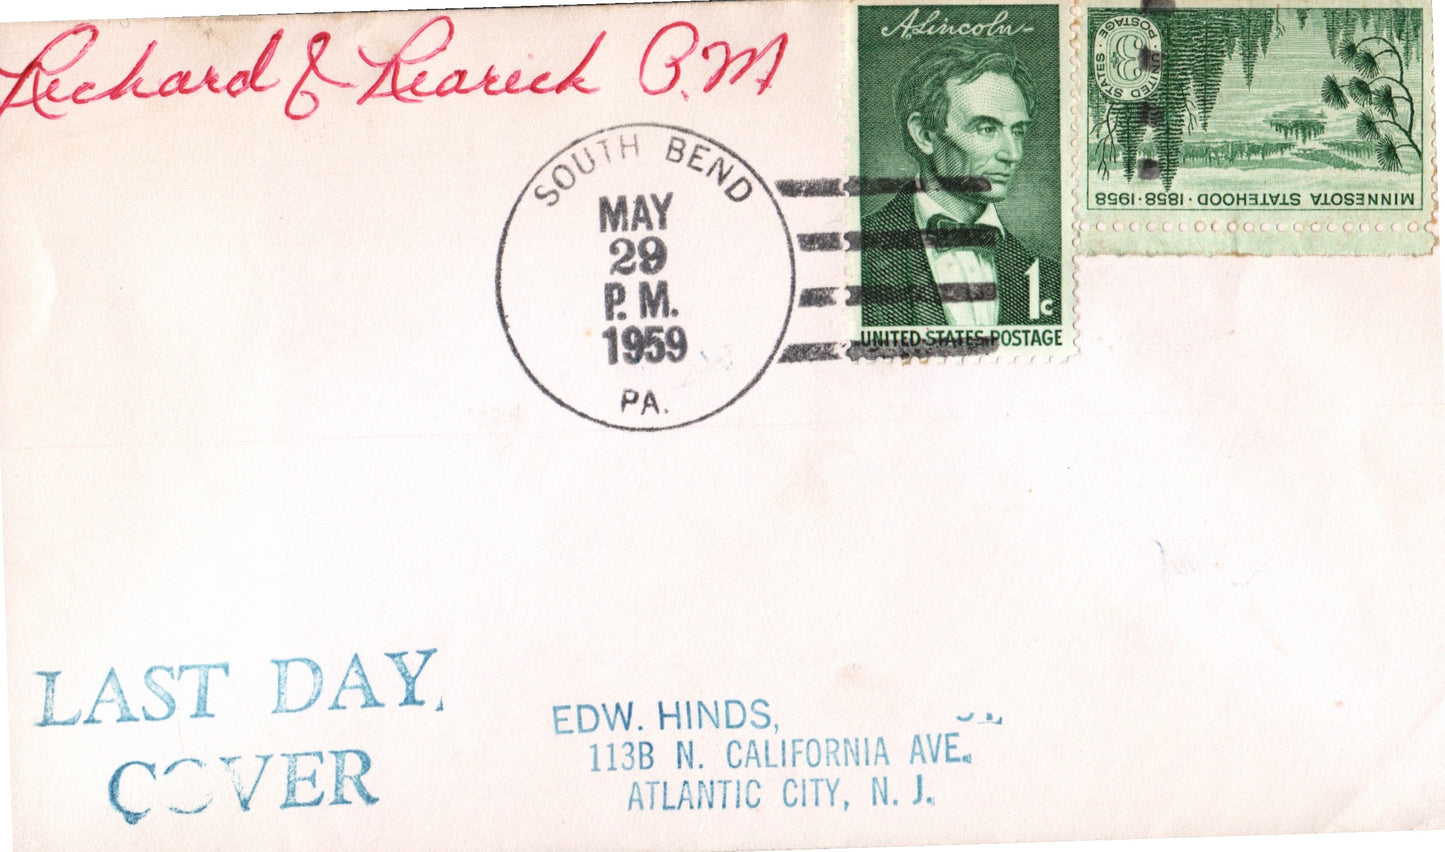 Richard E Rearick P.M
SOUTH BEND
MAY
29
P. M.
1959
PA.
A. Lincoln
1c
UNITED STATES POSTAGE
UNITED STATES POSTAGE
3¢
MINNESOTA STATEHOOD · 1858 · 1958
LAST DAY
COVER
EDW. HINDS,
113B N. CALIFORNIA AVE.
ATLANTIC CITY, N. J.